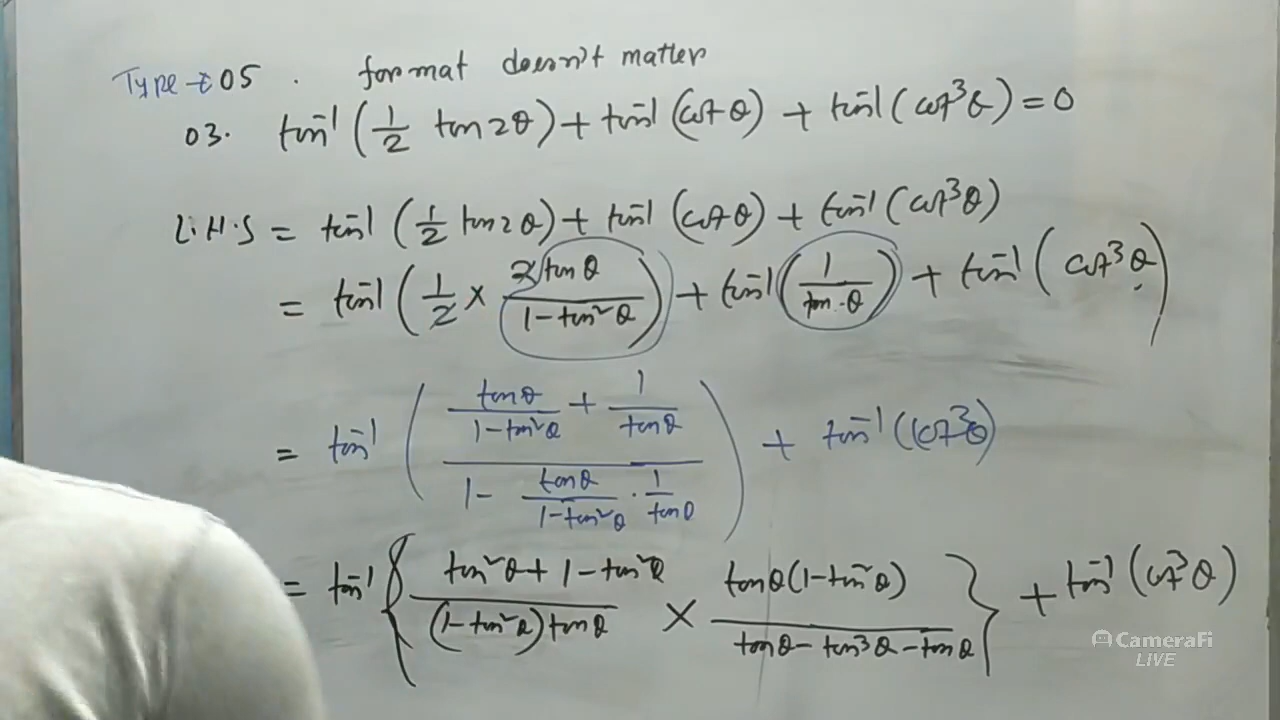 Type → 05 . format doesn't matter
03. tan⁻¹(1/2 tan2θ) + tan⁻¹(cotθ) + tan⁻¹(cot³θ) = 0
L.H.S = tan⁻¹(1/2 tan2θ) + tan⁻¹(cotθ) + tan⁻¹(cot³θ)
= tan⁻¹(1/2 × 2tanθ/(1-tan²θ)) + tan⁻¹(1/tan·θ) + tan⁻¹(cot³θ)
= tan⁻¹((tanθ/(1-tan²θ) + 1/tanθ)/(1 - tanθ/(1-tan²θ) · 1/tanθ)) + tan⁻¹(cot³θ)
= tan⁻¹{(tan²θ + 1 - tan²θ)/((1-tan²θ)tanθ) × tanθ(1-tan²θ)/(tanθ - tan³θ - tanθ)} + tan⁻¹(cot³θ)
CameraFi
LIVE